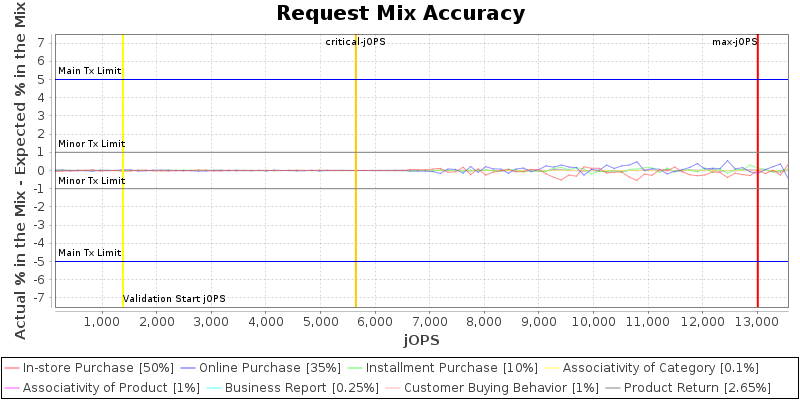 Request Mix Accuracy
Actual % in the Mix - Expected % in the Mix
critical-jOPS
max-jOPS
7
6
Main Tx Limit
5
4
3
2
Minor Tx Limit
1
0
Minor Tx Limit
-1
-2
-3
-4
Main Tx Limit
-5
-6
-7
Validation Start jOPS
1,000 2,000 3,000 4,000 5,000 6,000 7,000 8,000 9,000 10,000 11,000 12,000 13,000
jOPS
In-store Purchase [50%] Online Purchase [35%] Installment Purchase [10%] Associativity of Category [0.1%]
Associativity of Product [1%] Business Report [0.25%] Customer Buying Behavior [1%] Product Return [2.65%]